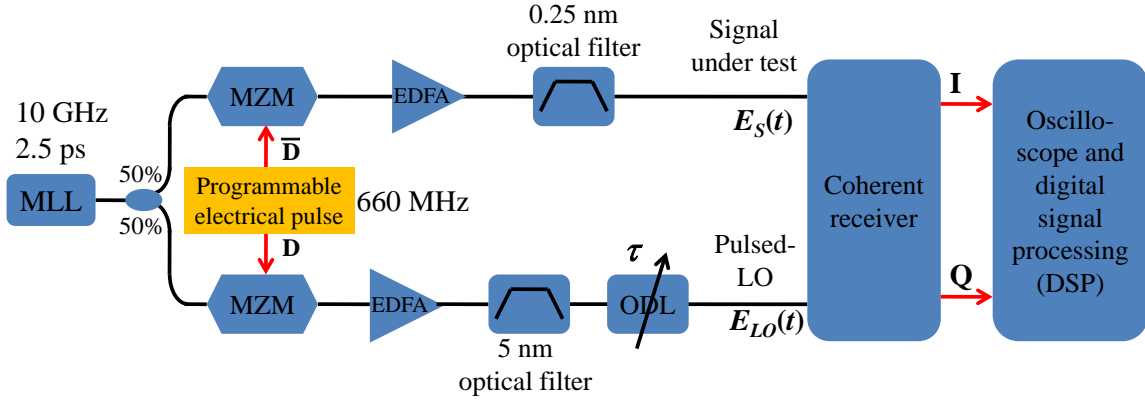 0.25 nm
optical filter
Signal
under test
MZM
EDFA
E_S(t)
I
10 GHz
2.5 ps
D̅
50%
MLL
50%
Programmable
electrical pulse
660 MHz
D
Coherent
receiver
Oscillo-
scope and
digital
signal
processing
(DSP)
τ
Pulsed-
LO
Q
MZM
EDFA
ODL
E_LO(t)
5 nm
optical filter